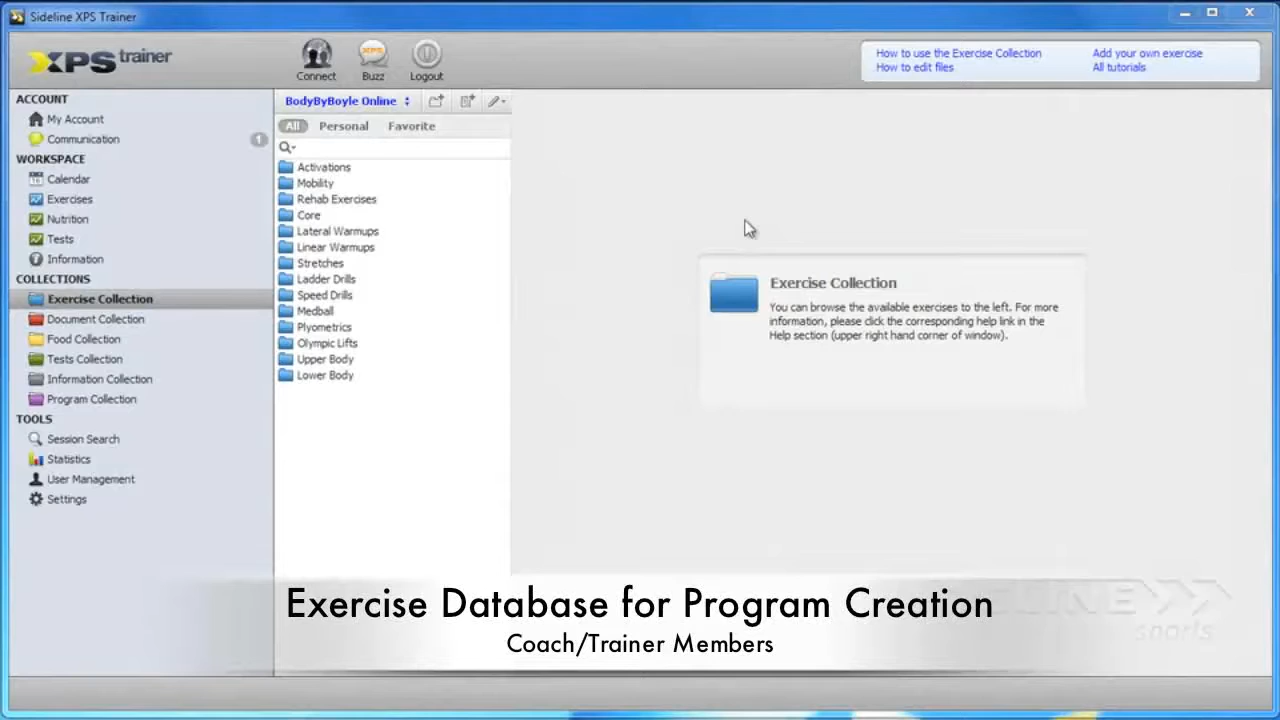 Sideline XPS Trainer
XPS trainer
Connect
Buzz
Logout
How to use the Exercise Collection
Add your own exercise
How to edit files
All tutorials
ACCOUNT
My Account
Communication
1
WORKSPACE
Calendar
Exercises
Nutrition
Tests
Information
COLLECTIONS
Exercise Collection
Document Collection
Food Collection
Tests Collection
Information Collection
Program Collection
TOOLS
Session Search
Statistics
User Management
Settings
BodyByBoyle Online
All
Personal
Favorite
Activations
Mobility
Rehab Exercises
Core
Lateral Warmups
Linear Warmups
Stretches
Ladder Drills
Speed Drills
Medball
Plyometrics
Olympic Lifts
Upper Body
Lower Body
Exercise Collection
You can browse the available exercises to the left. For more
information, please click the corresponding help link in the
Help section (upper right hand corner of window).
Exercise Database for Program Creation
Coach/Trainer Members
sports